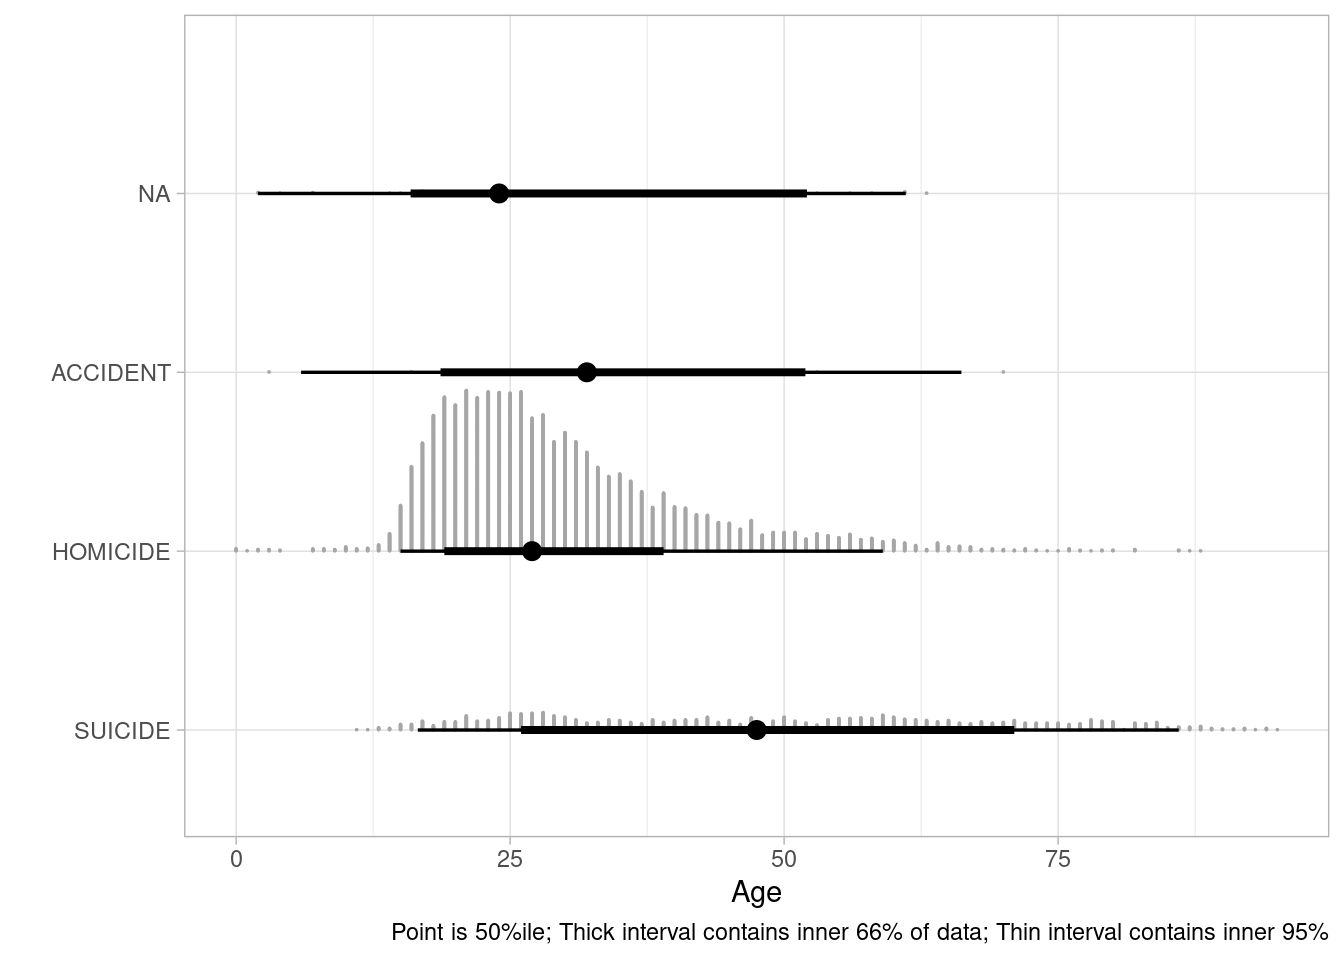 NA
ACCIDENT
HOMICIDE
SUICIDE
0 25 50 75
Age
Point is 50%ile; Thick interval contains inner 66% of data; Thin interval contains inner 95%